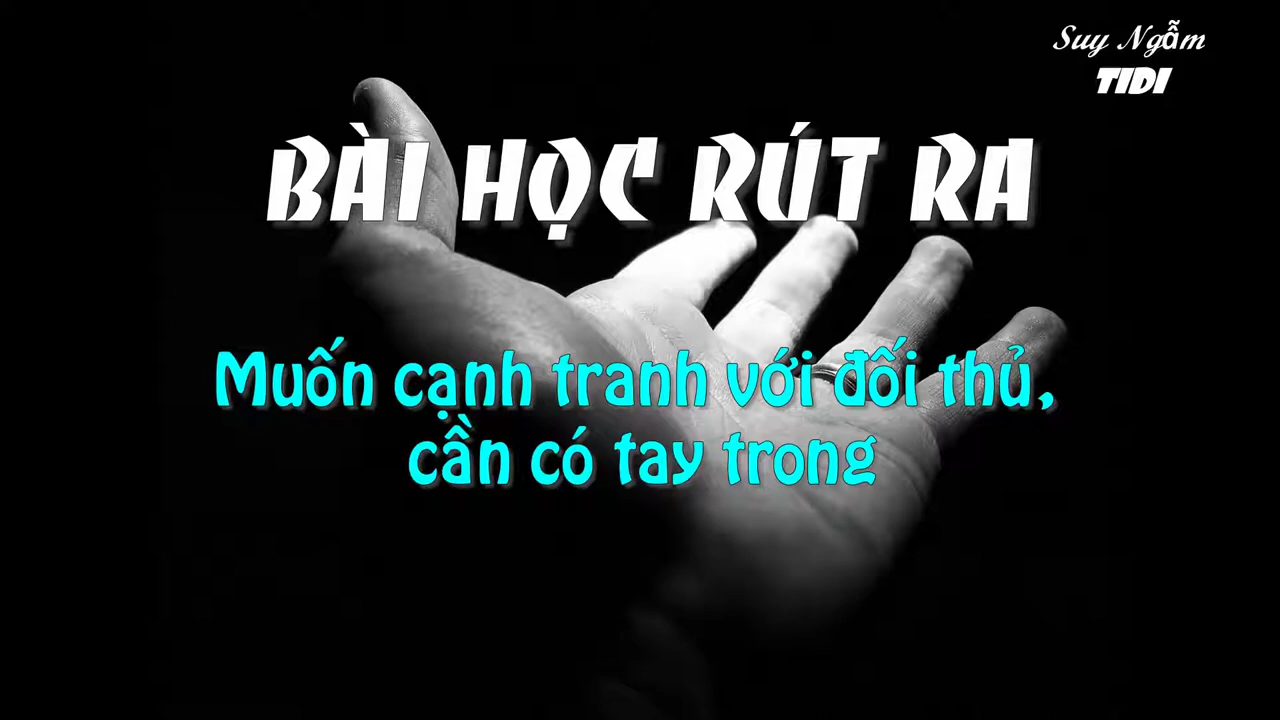 Suy Ngẫm
TIDI
BÀI HỌC RÚT RA
Muốn cạnh tranh với đối thủ,
cần có tay trong